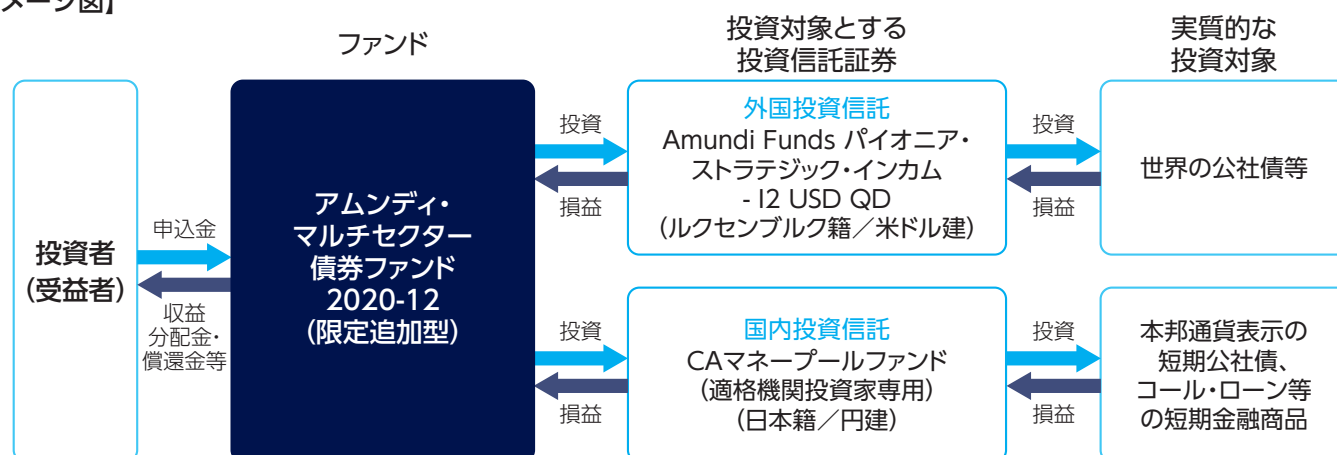 メージ図】
ファンド
投資対象とする
投資信託証券
実質的な
投資対象
投資者
(受益者)
申込金
収益
分配金・
償還金等
アムンディ・
マルチセクター
債券ファンド
2020-12
(限定追加型)
投資
損益
外国投資信託
Amundi Funds パイオニア・
ストラテジック・インカム
- I2 USD QD
(ルクセンブルク籍／米ドル建)
投資
損益
世界の公社債等
投資
損益
国内投資信託
CAマネープールファンド
(適格機関投資家専用)
(日本籍／円建)
投資
損益
本邦通貨表示の
短期公社債、
コール・ローン等
の短期金融商品